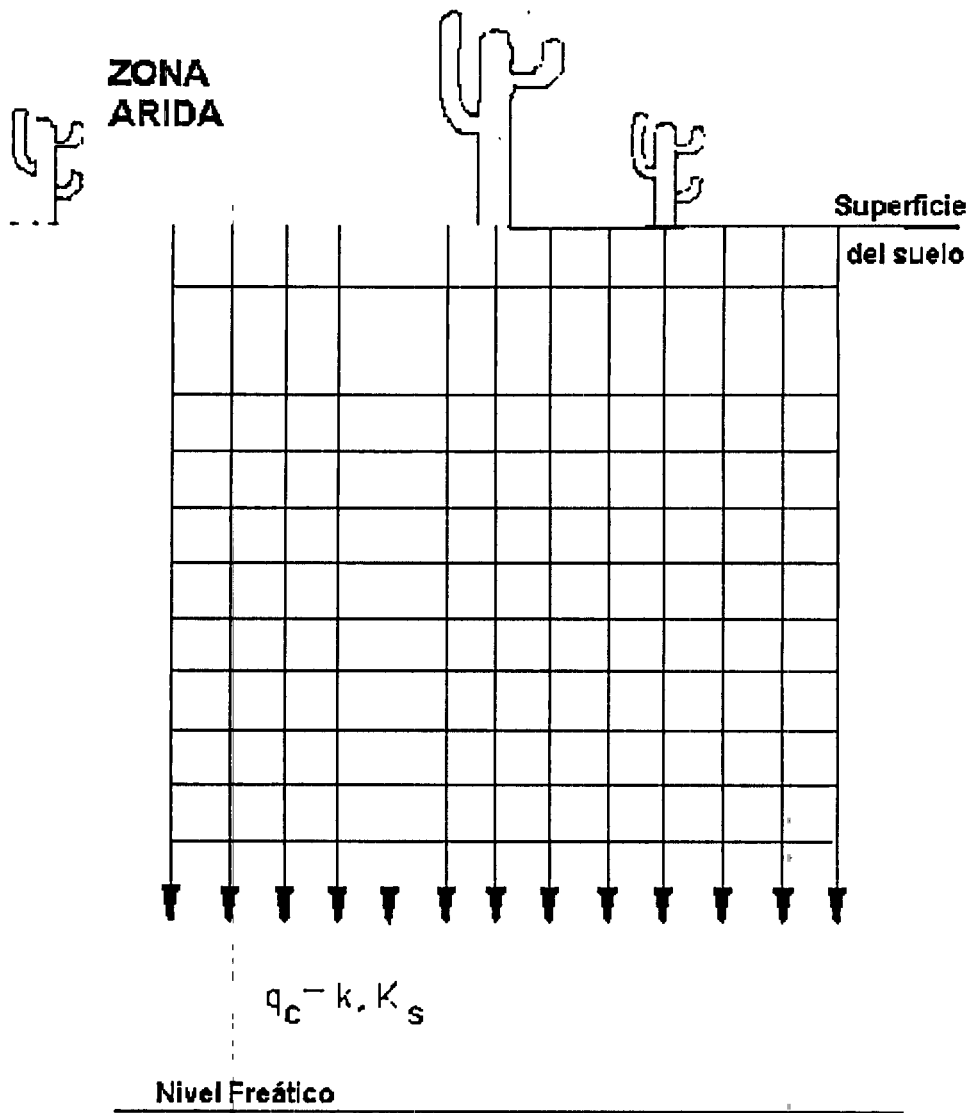 ZONA
ARIDA
Superficie
del suelo
q_c - k. K_s
Nivel Freático